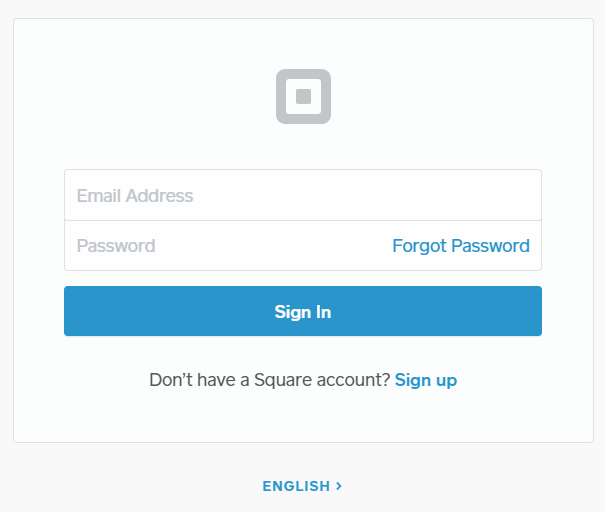 Email Address
Password Forgot Password
Sign In
Don't have a Square account? Sign up
ENGLISH >